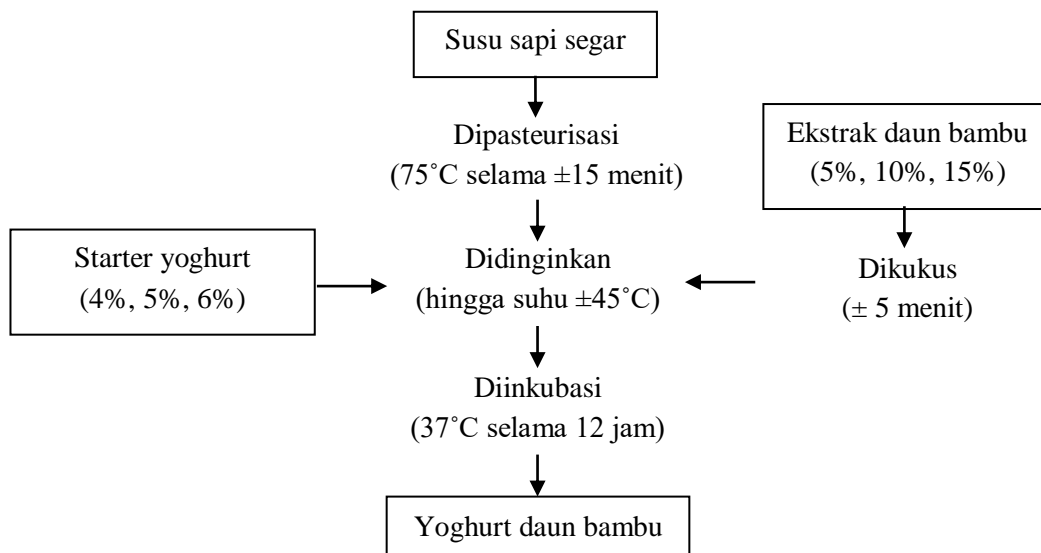 Susu sapi segar
Dipasteurisasi
(75˚C selama ±15 menit)
Ekstrak daun bambu
(5%, 10%, 15%)
Starter yoghurt
(4%, 5%, 6%)
Didinginkan
(hingga suhu ±45˚C)
Dikukus
(± 5 menit)
Diinkubasi
(37˚C selama 12 jam)
Yoghurt daun bambu